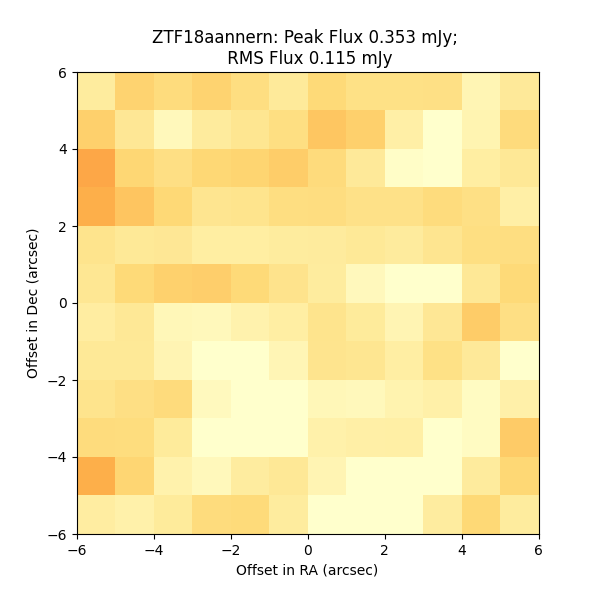 ZTF18aannern: Peak Flux 0.353 mJy;
RMS Flux 0.115 mJy
6
4
2
0
−2
−4
−6
Offset in Dec (arcsec)
−6 −4 −2 0 2 4 6
Offset in RA (arcsec)